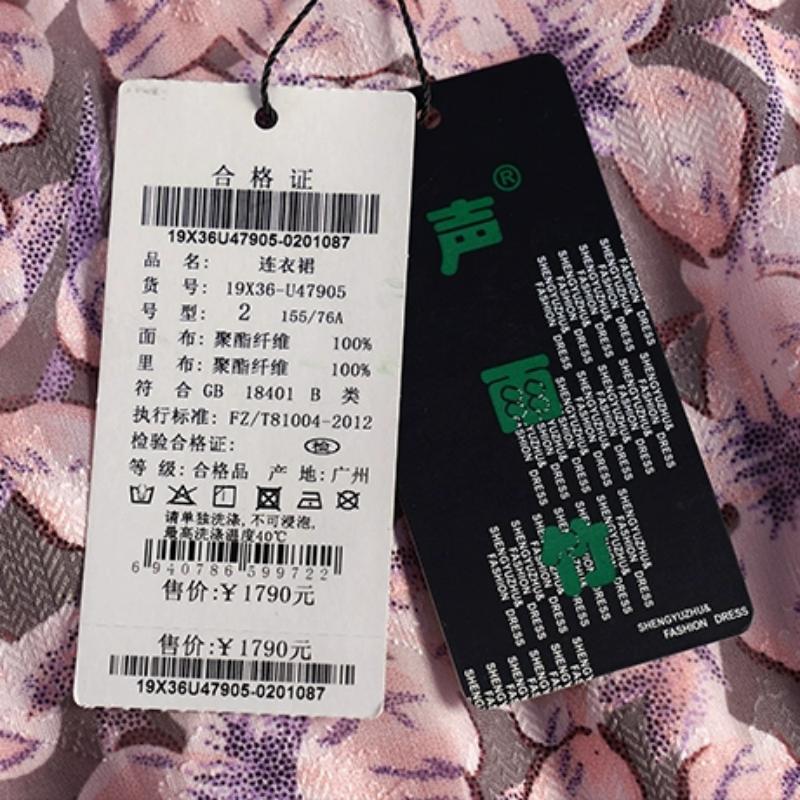 合格证
19X36U47905-0201087
品 名: 连衣裙
货 号: 19X36-U47905
号 型: 2 155/76A
面 布: 聚酯纤维 100%
里 布: 聚酯纤维 100%
符 合 GB 18401 B 类
执行标准: FZ/T81004-2012
检验合格证: 检
等 级: 合格品 产 地: 广州
请单独洗涤, 不可浸泡,
最高洗涤温度40℃
6 940786 599722
售价:¥1790元
售价:¥1790元
19X36U47905-0201087
声®
雨
竹
SHENGYUZHU&
FASHION DRESS